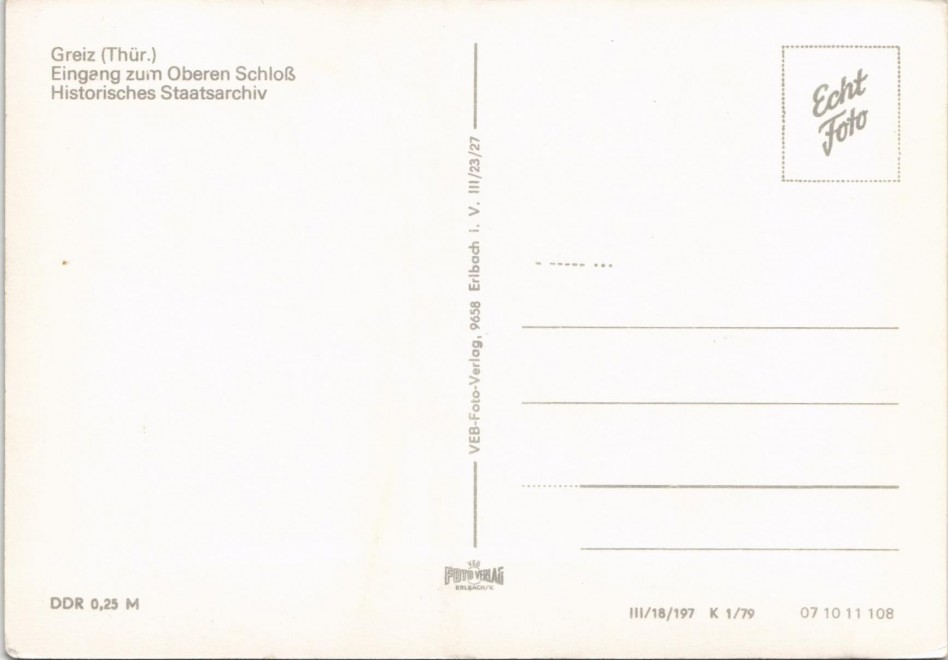 Greiz (Thür.)
Eingang zum Oberen Schloß
Historisches Staatsarchiv
Echt
Foto
VEB-Foto-Verlag, 9658 Erlbach i. V. III/23/27
VEB
FOTO VERLAG
ERLBACH/V.
DDR 0,25 M
III/18/197 K 1/79 07 10 11 108